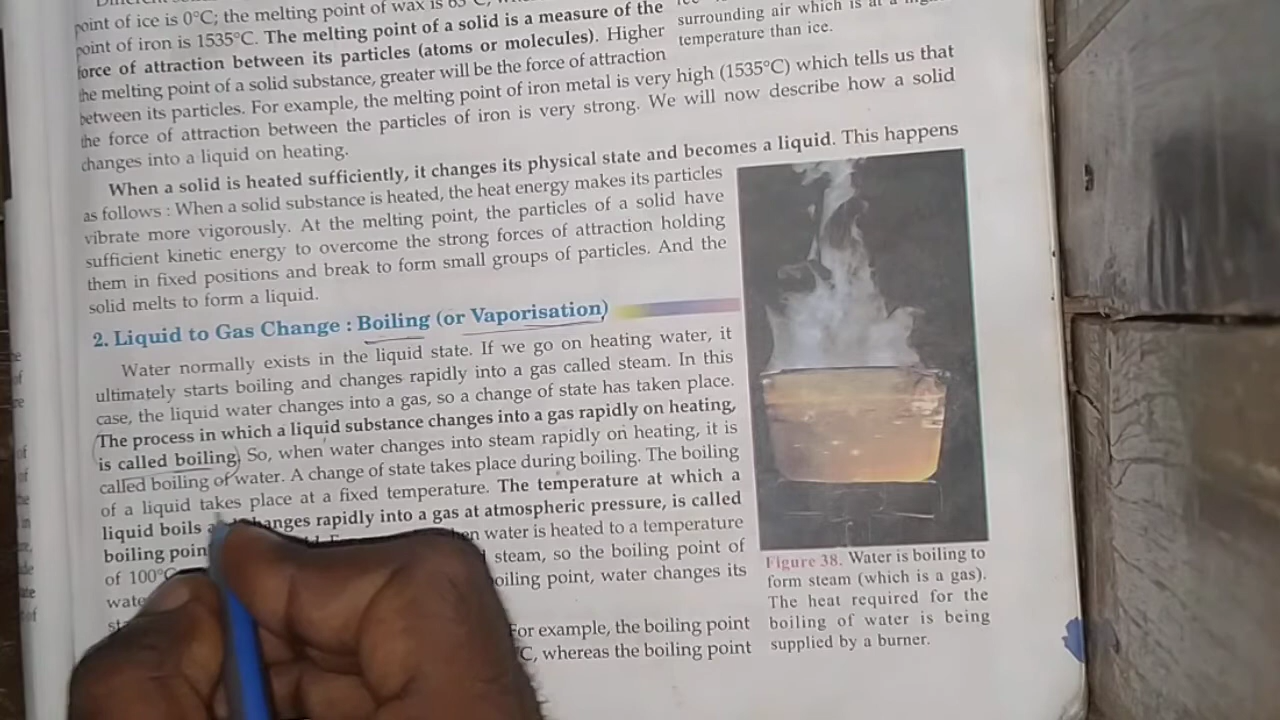 point of ice is 0°C; the melting point of wax is 63°C,
point of iron is 1535°C. The melting point of a solid is a measure of the
force of attraction between its particles (atoms or molecules). Higher
the melting point of a solid substance, greater will be the force of attraction
between its particles. For example, the melting point of iron metal is very high (1535°C) which tells us that
the force of attraction between the particles of iron is very strong. We will now describe how a solid
changes into a liquid on heating.
surrounding air which is at a
temperature than ice.
When a solid is heated sufficiently, it changes its physical state and becomes a liquid. This happens
as follows : When a solid substance is heated, the heat energy makes its particles
vibrate more vigorously. At the melting point, the particles of a solid have
sufficient kinetic energy to overcome the strong forces of attraction holding
them in fixed positions and break to form small groups of particles. And the
solid melts to form a liquid.
2. Liquid to Gas Change : Boiling (or Vaporisation)
Water normally exists in the liquid state. If we go on heating water, it
ultimately starts boiling and changes rapidly into a gas called steam. In this
case, the liquid water changes into a gas, so a change of state has taken place.
The process in which a liquid substance changes into a gas rapidly on heating,
is called boiling. So, when water changes into steam rapidly on heating, it is
called boiling of water. A change of state takes place during boiling. The boiling
of a liquid takes place at a fixed temperature. The temperature at which a
liquid boils and changes rapidly into a gas at atmospheric pressure, is called
boiling poin water is heated to a temperature
of 100°C steam, so the boiling point of
wate boiling point, water changes its
For example, the boiling point
°C, whereas the boiling point
Figure 38. Water is boiling to
form steam (which is a gas).
The heat required for the
boiling of water is being
supplied by a burner.